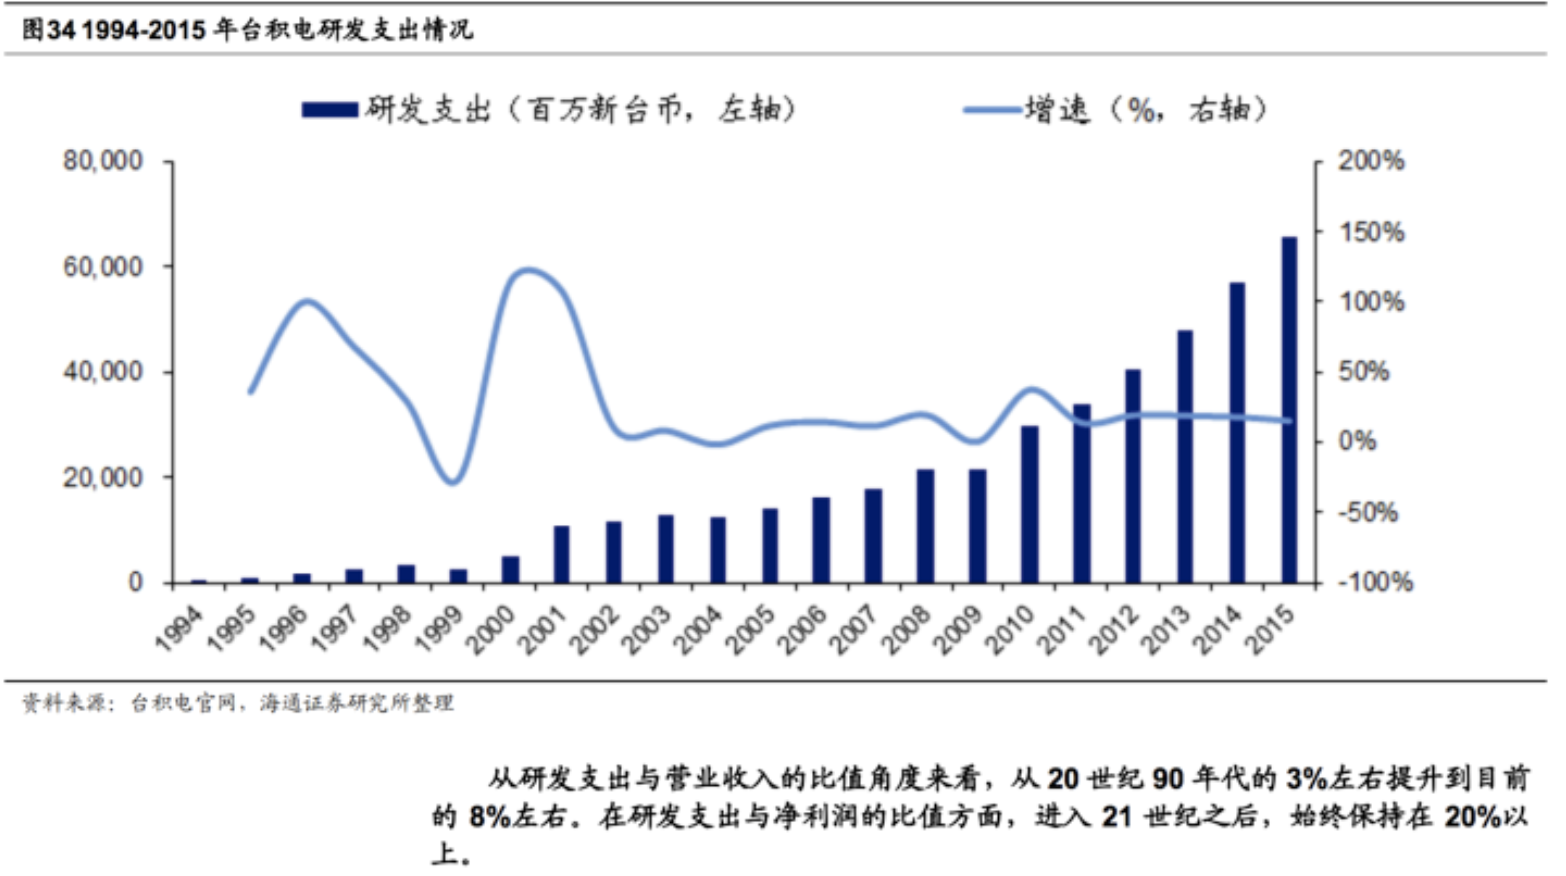 图34 1994-2015 年台积电研发支出情况
研发支出（百万新台币，左轴） 增速（%，右轴）
80,000
60,000
40,000
20,000
0
200%
150%
100%
50%
0%
-50%
-100%
1994 1995 1996 1997 1998 1999 2000 2001 2002 2003 2004 2005 2006 2007 2008 2009 2010 2011 2012 2013 2014 2015
资料来源：台积电官网，海通证券研究所整理
从研发支出与营业收入的比值角度来看，从 20 世纪 90 年代的 3%左右提升到目前
的 8%左右。在研发支出与净利润的比值方面，进入 21 世纪之后，始终保持在 20%以
上。